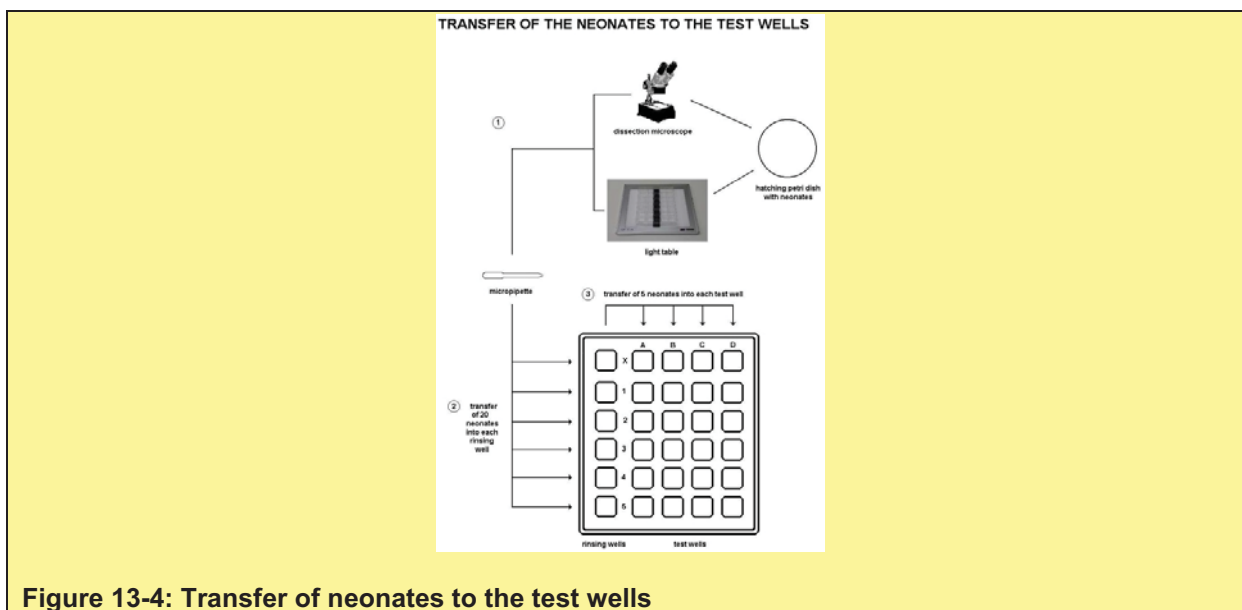 TRANSFER OF THE NEONATES TO THE TEST WELLS
1
dissection microscope
hatching petri dish
with neonates
light table
micropipette
3 transfer of 5 neonates into each test well
A B C D
X
1
2 transfer
of 20
neonates
into each
rinsing
well
2
3
4
5
rinsing wells test wells
Figure 13-4: Transfer of neonates to the test wells